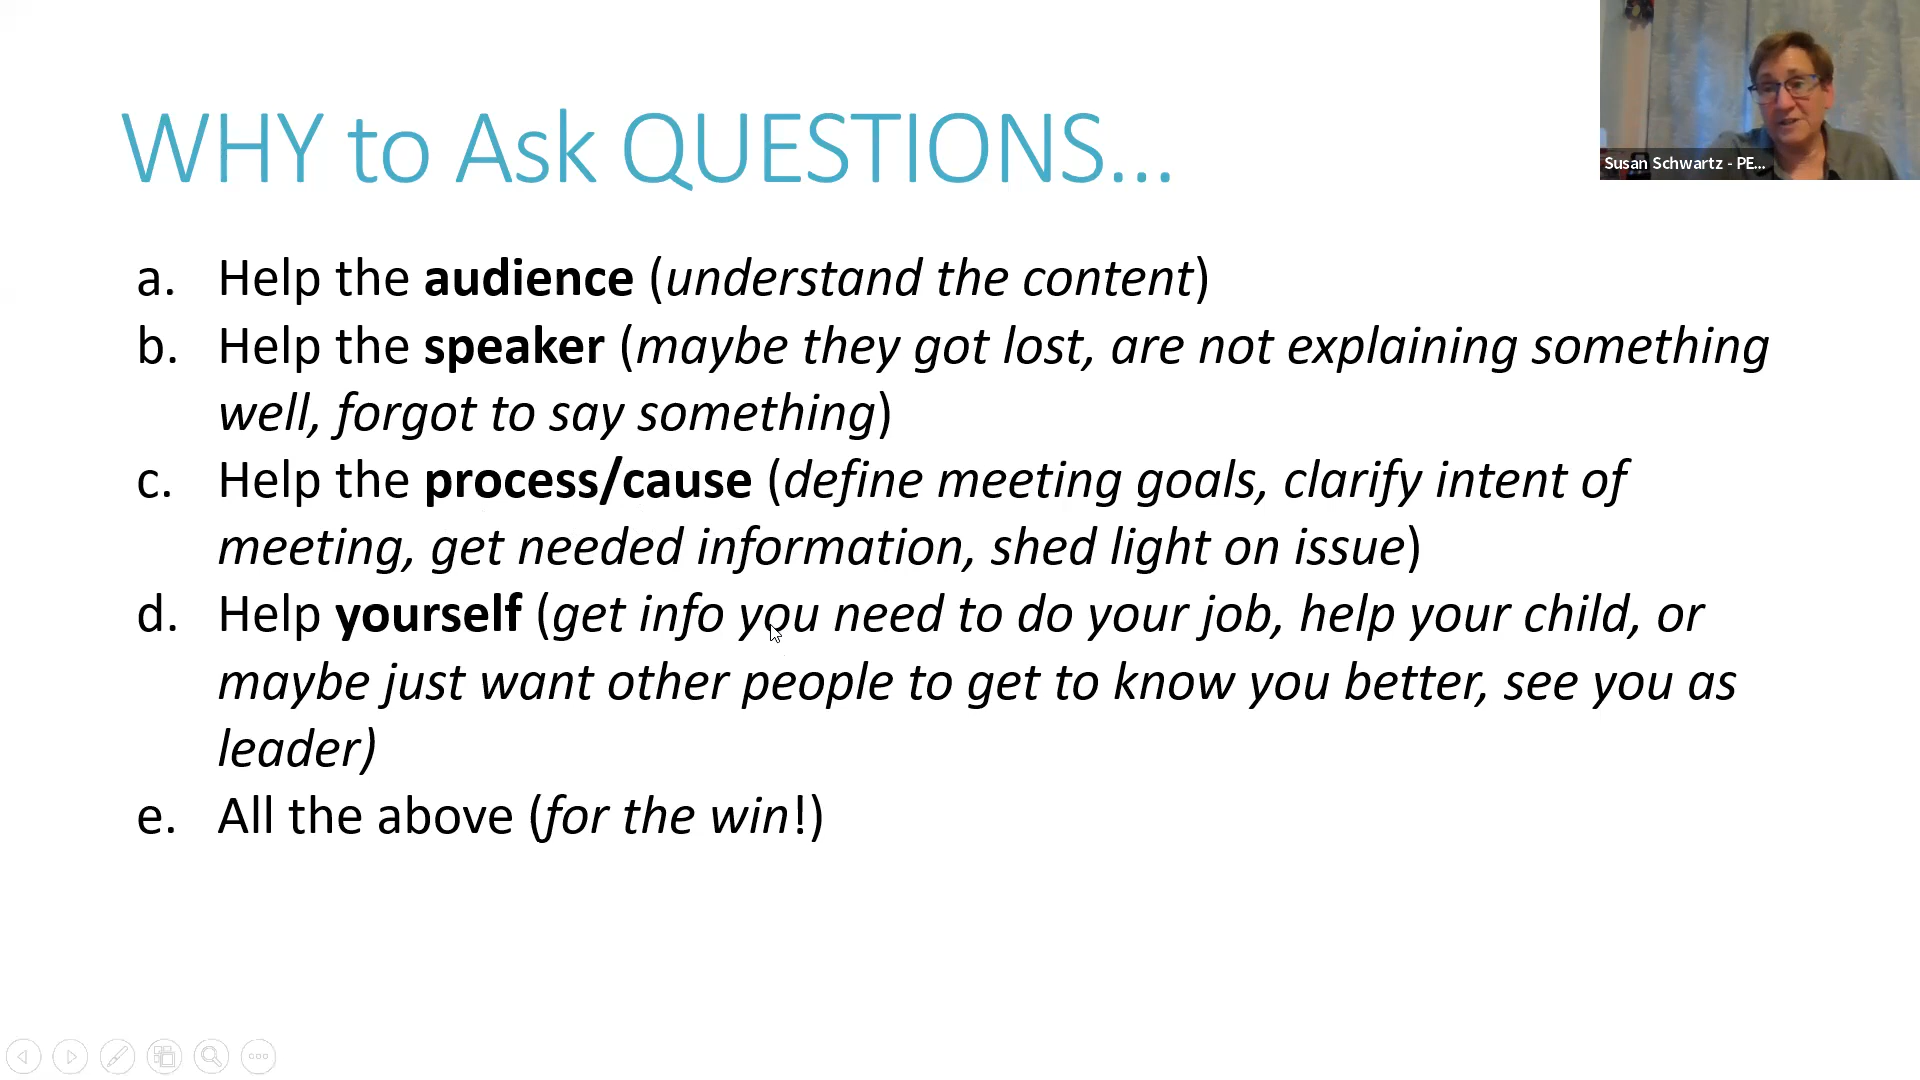 WHY to Ask QUESTIONS...
Susan Schwartz - PE...
a. Help the audience (understand the content)
b. Help the speaker (maybe they got lost, are not explaining something
well, forgot to say something)
c. Help the process/cause (define meeting goals, clarify intent of
meeting, get needed information, shed light on issue)
d. Help yourself (get info you need to do your job, help your child, or
maybe just want other people to get to know you better, see you as
leader)
e. All the above (for the win!)